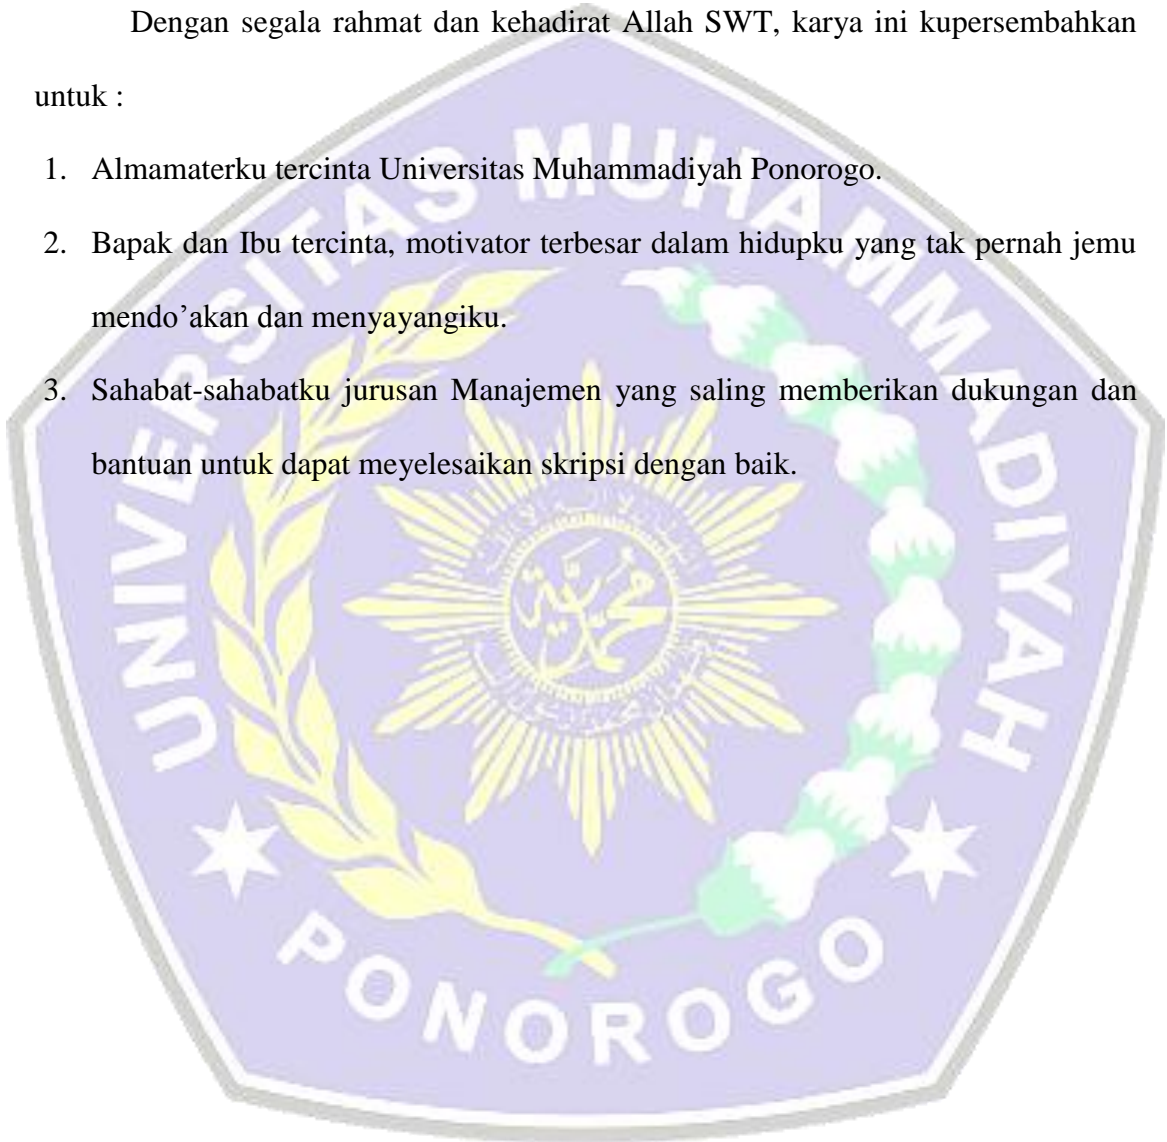 Dengan segala rahmat dan kehadirat Allah SWT, karya ini kupersembahkan
untuk :
1. Almamaterku tercinta Universitas Muhammadiyah Ponorogo.
2. Bapak dan Ibu tercinta, motivator terbesar dalam hidupku yang tak pernah jemu
mendo’akan dan menyayangiku.
3. Sahabat-sahabatku jurusan Manajemen yang saling memberikan dukungan dan
bantuan untuk dapat meyelesaikan skripsi dengan baik.
UNIVERSITAS MUHAMMADIYAH
PONOROGO
محمدية